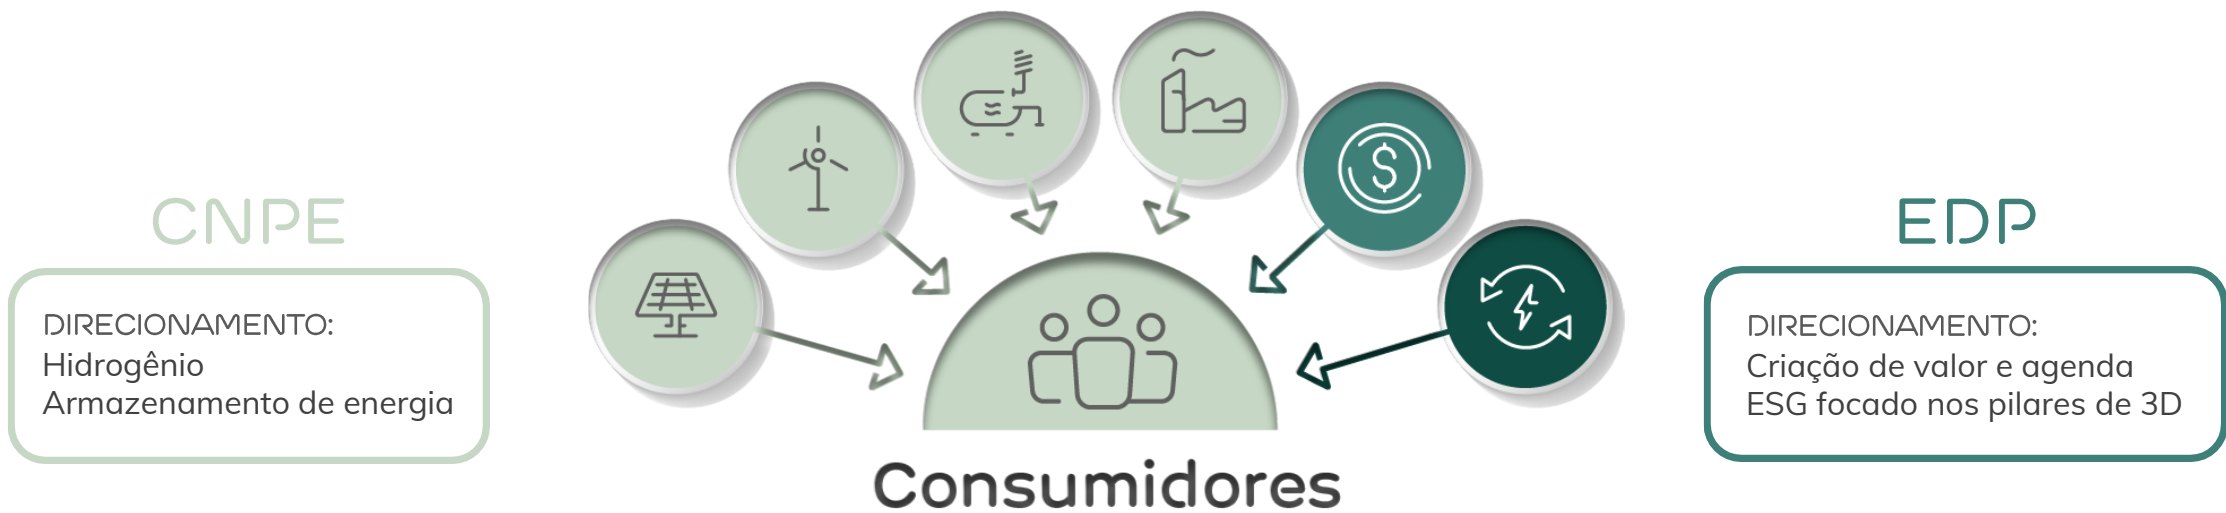 CNPE
DIRECIONAMENTO:
Hidrogênio
Armazenamento de energia
$
Consumidores
EDP
DIRECIONAMENTO:
Criação de valor e agenda
ESG focado nos pilares de 3D